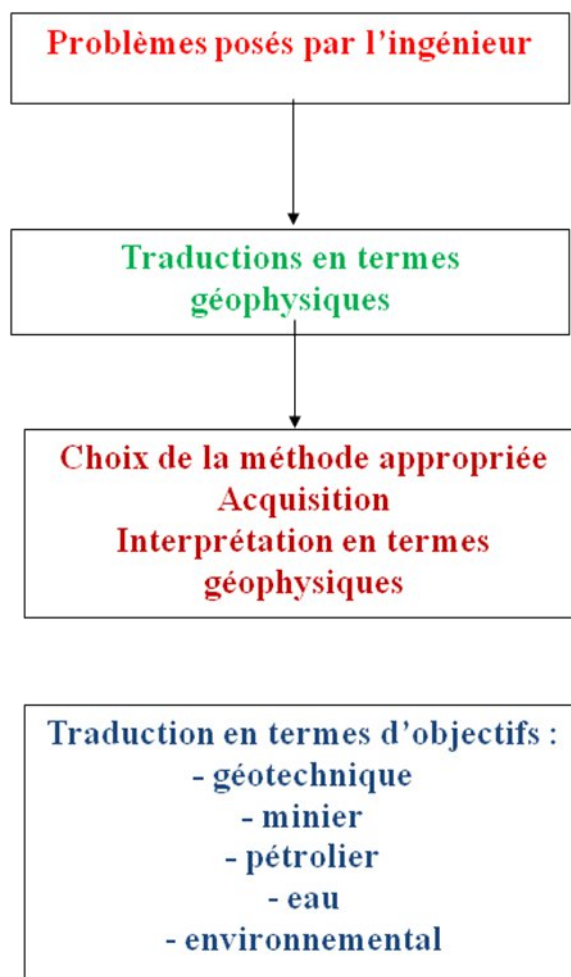 Problèmes posés par l'ingénieur
Traductions en termes
géophysiques
Choix de la méthode appropriée
Acquisition
Interprétation en termes
géophysiques
Traduction en termes d'objectifs :
- géotechnique
- minier
- pétrolier
- eau
- environnemental